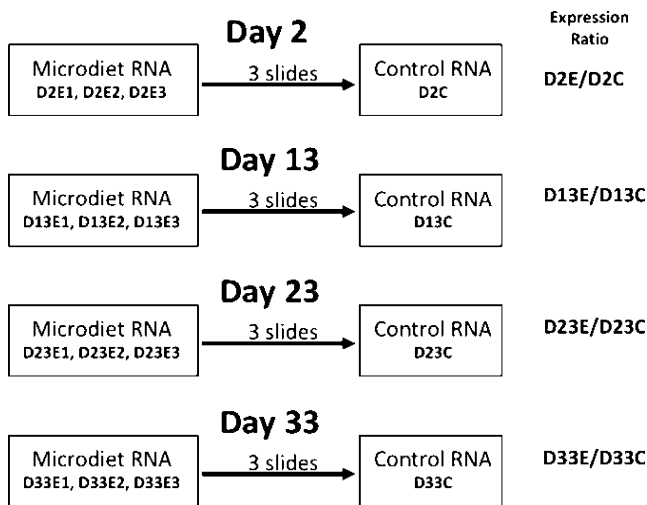 Expression
Ratio
Day 2
Microdiet RNA
D2E1, D2E2, D2E3
3 slides
Control RNA
D2C
D2E/D2C
Day 13
Microdiet RNA
D13E1, D13E2, D13E3
3 slides
Control RNA
D13C
D13E/D13C
Day 23
Microdiet RNA
D23E1, D23E2, D23E3
3 slides
Control RNA
D23C
D23E/D23C
Day 33
Microdiet RNA
D33E1, D33E2, D33E3
3 slides
Control RNA
D33C
D33E/D33C